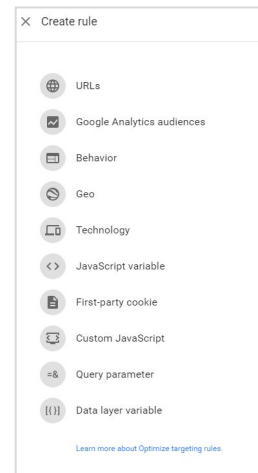 Create rule
URLs
Google Analytics audiences
Behavior
Geo
Technology
JavaScript variable
First-party cookie
Custom JavaScript
=& Query parameter
[{}] Data layer variable
Learn more about Optimize targeting rules